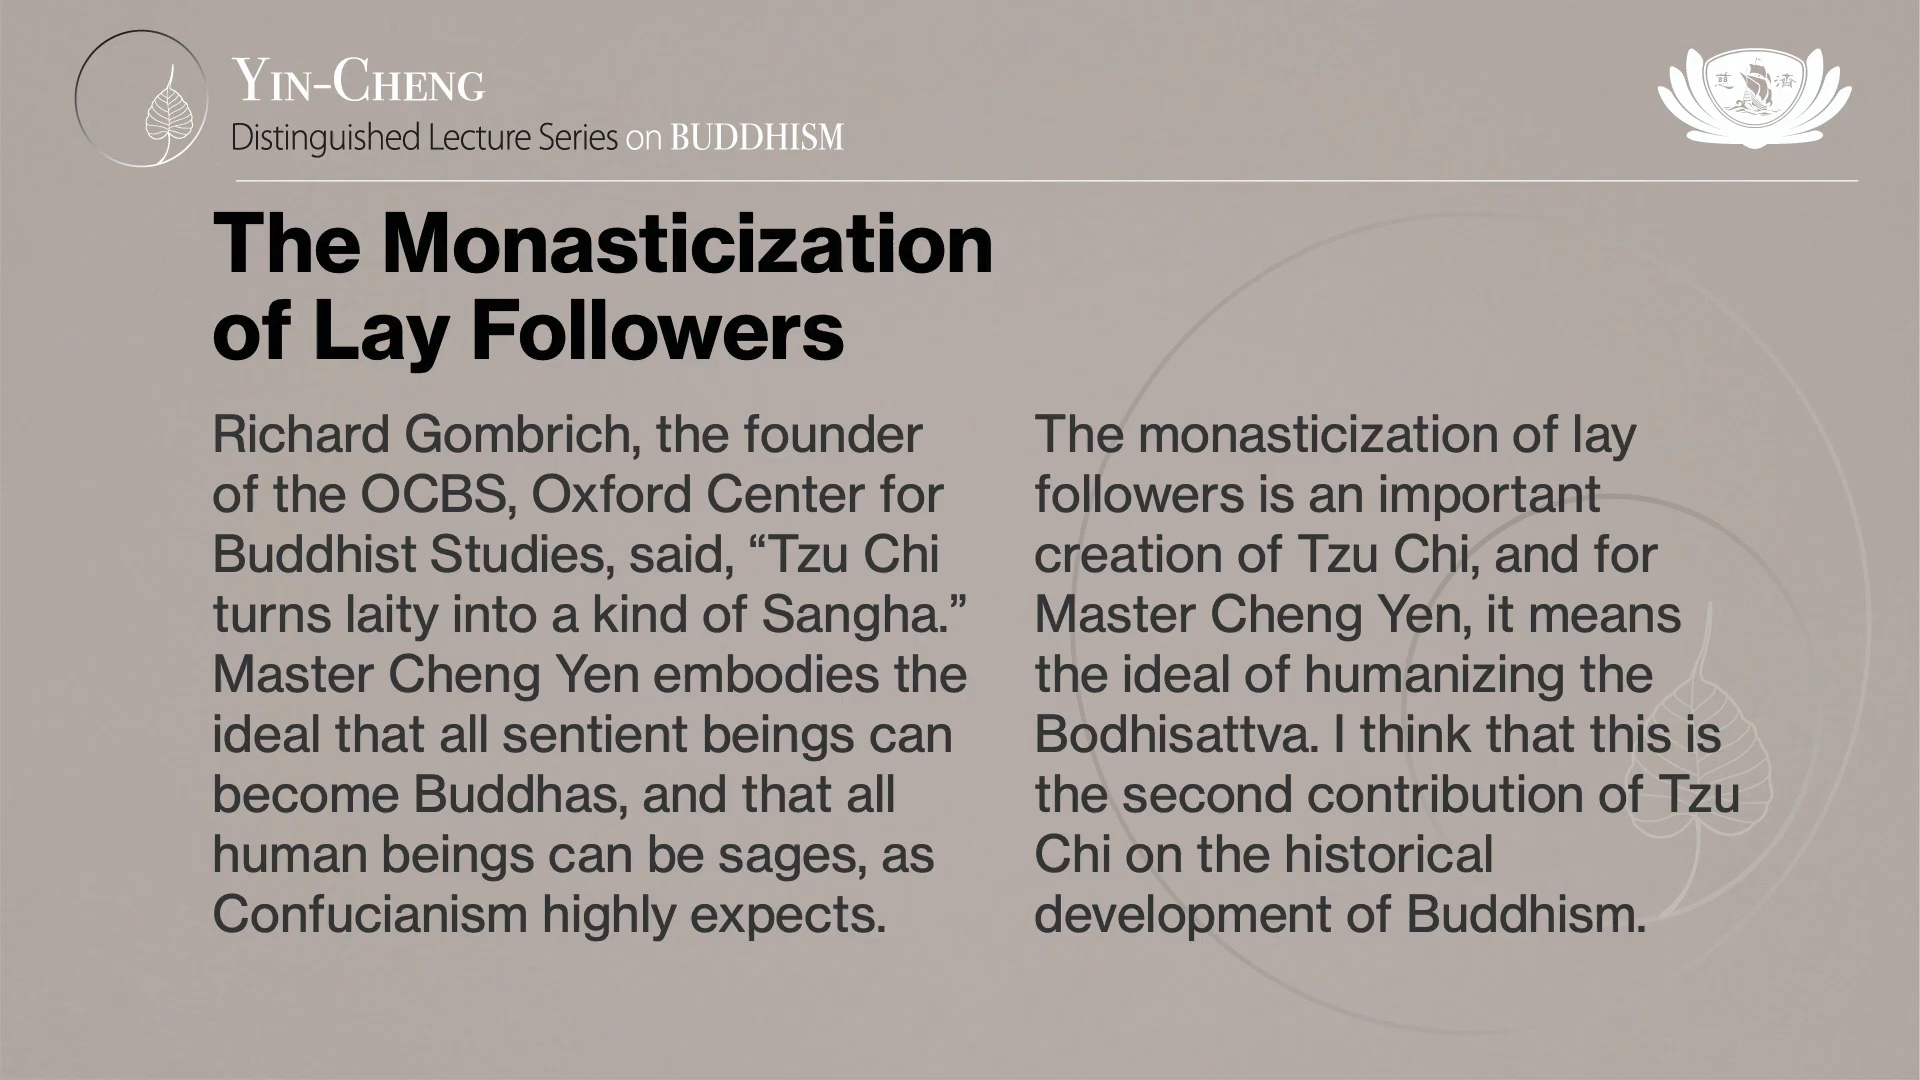 YIN-CHENG
Distinguished Lecture Series on BUDDHISM
慈 濟
The Monasticization
of Lay Followers
Richard Gombrich, the founder
of the OCBS, Oxford Center for
Buddhist Studies, said, “Tzu Chi
turns laity into a kind of Sangha.”
Master Cheng Yen embodies the
ideal that all sentient beings can
become Buddhas, and that all
human beings can be sages, as
Confucianism highly expects.
The monasticization of lay
followers is an important
creation of Tzu Chi, and for
Master Cheng Yen, it means
the ideal of humanizing the
Bodhisattva. I think that this is
the second contribution of Tzu
Chi on the historical
development of Buddhism.